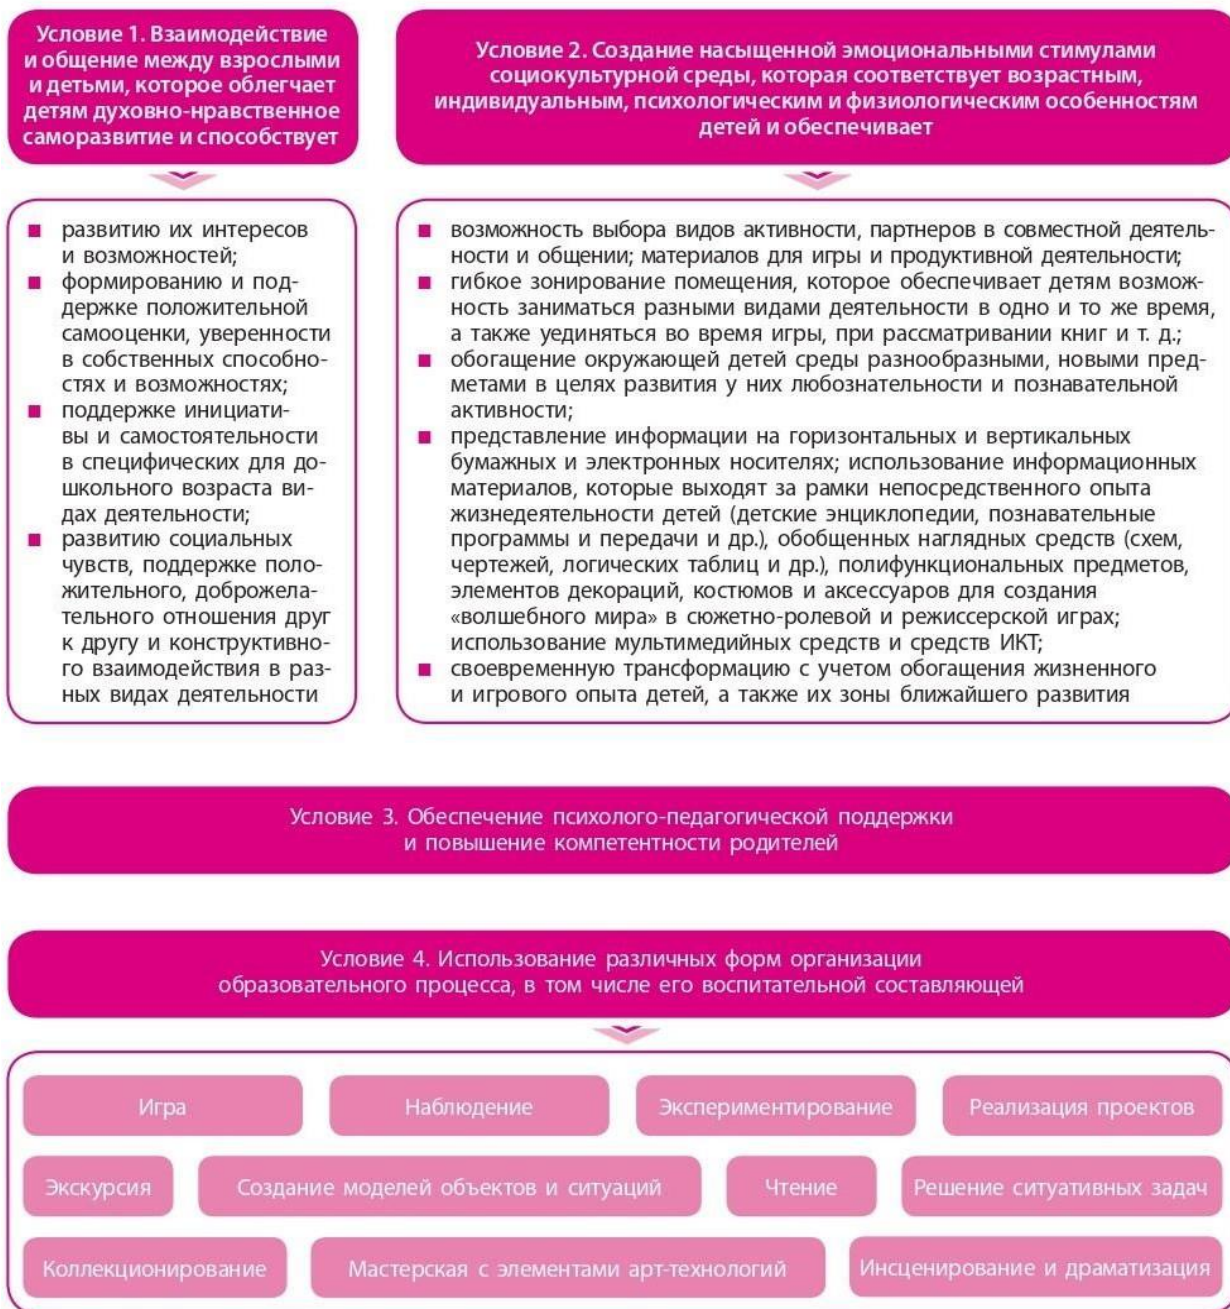 Условие 1. Взаимодействие
и общение между взрослыми
и детьми, которое облегчает
детям духовно-нравственное
саморазвитие и способствует
развитию их интересов
и возможностей;
формированию и под-
держке положительной
самооценки, уверенности
в собственных способно-
стях и возможностях;
поддержке инициати-
вы и самостоятельности
в специфических для до-
школьного возраста ви-
дах деятельности;
развитию социальных
чувств, поддержке поло-
жительного, доброжела-
тельного отношения друг
к другу и конструктивно-
го взаимодействия в раз-
ных видах деятельности
Условие 2. Создание насыщенной эмоциональными стимулами
социокультурной среды, которая соответствует возрастным,
индивидуальным, психологическим и физиологическим особенностям
детей и обеспечивает
возможность выбора видов активности, партнеров в совместной деятель-
ности и общении; материалов для игры и продуктивной деятельности;
гибкое зонирование помещения, которое обеспечивает детям возмож-
ность заниматься разными видами деятельности в одно и то же время,
а также уединяться во время игры, при рассматривании книг и т. д.;
обогащение окружающей детей среды разнообразными, новыми пред-
метами в целях развития у них любознательности и познавательной
активности;
представление информации на горизонтальных и вертикальных
бумажных и электронных носителях; использование информационных
материалов, которые выходят за рамки непосредственного опыта
жизнедеятельности детей (детские энциклопедии, познавательные
программы и передачи и др.), обобщенных наглядных средств (схем,
чертежей, логических таблиц и др.), полифункциональных предметов,
элементов декораций, костюмов и аксессуаров для создания
«волшебного мира» в сюжетно-ролевой и режиссерской играх;
использование мультимедийных средств и средств ИКТ;
своевременную трансформацию с учетом обогащения жизненного
и игрового опыта детей, а также их зоны ближайшего развития
Условие 3. Обеспечение психолого-педагогической поддержки
и повышение компетентности родителей
Условие 4. Использование различных форм организации
образовательного процесса, в том числе его воспитательной составляющей
Игра
Наблюдение
Экспериментирование
Реализация проектов
Экскурсия
Создание моделей объектов и ситуаций
Чтение
Решение ситуативных задач
Коллекционирование
Мастерская с элементами арт-технологий
Инсценирование и драматизация